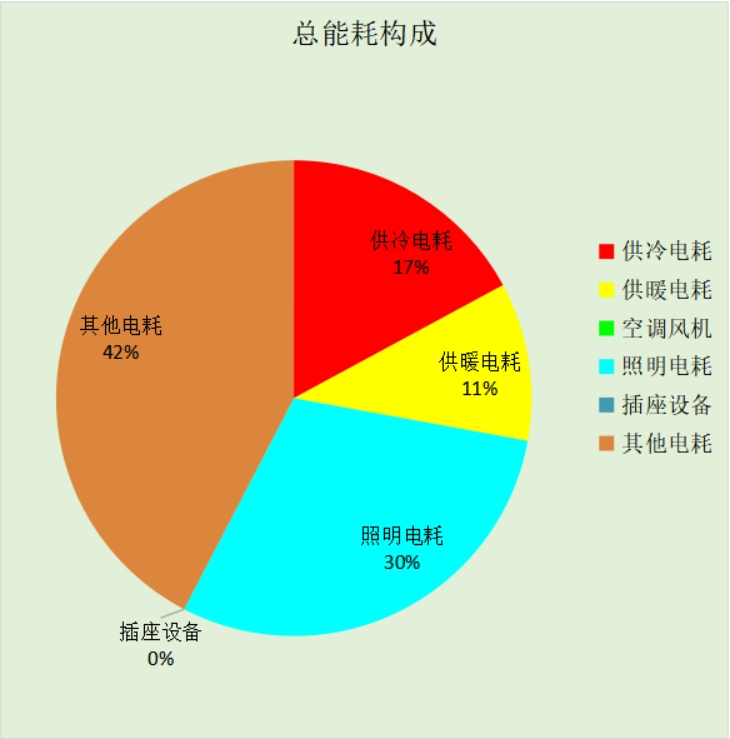 总能耗构成
供冷电耗
17%
供暖电耗
11%
照明电耗
30%
插座设备
0%
其他电耗
42%
供冷电耗
供暖电耗
空调风机
照明电耗
插座设备
其他电耗